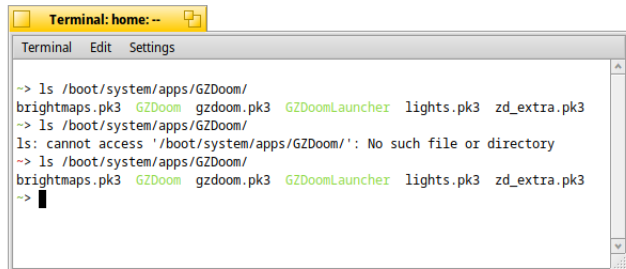 Terminal: home: --
Terminal Edit Settings
~> ls /boot/system/apps/GZDoom/
brightmaps.pk3 GZDoom gzdoom.pk3 GZDoomLauncher lights.pk3 zd_extra.pk3
~> ls /boot/system/apps/GZDoom/
ls: cannot access '/boot/system/apps/GZDoom/': No such file or directory
~> ls /boot/system/apps/GZDoom/
brightmaps.pk3 GZDoom gzdoom.pk3 GZDoomLauncher lights.pk3 zd_extra.pk3
~>